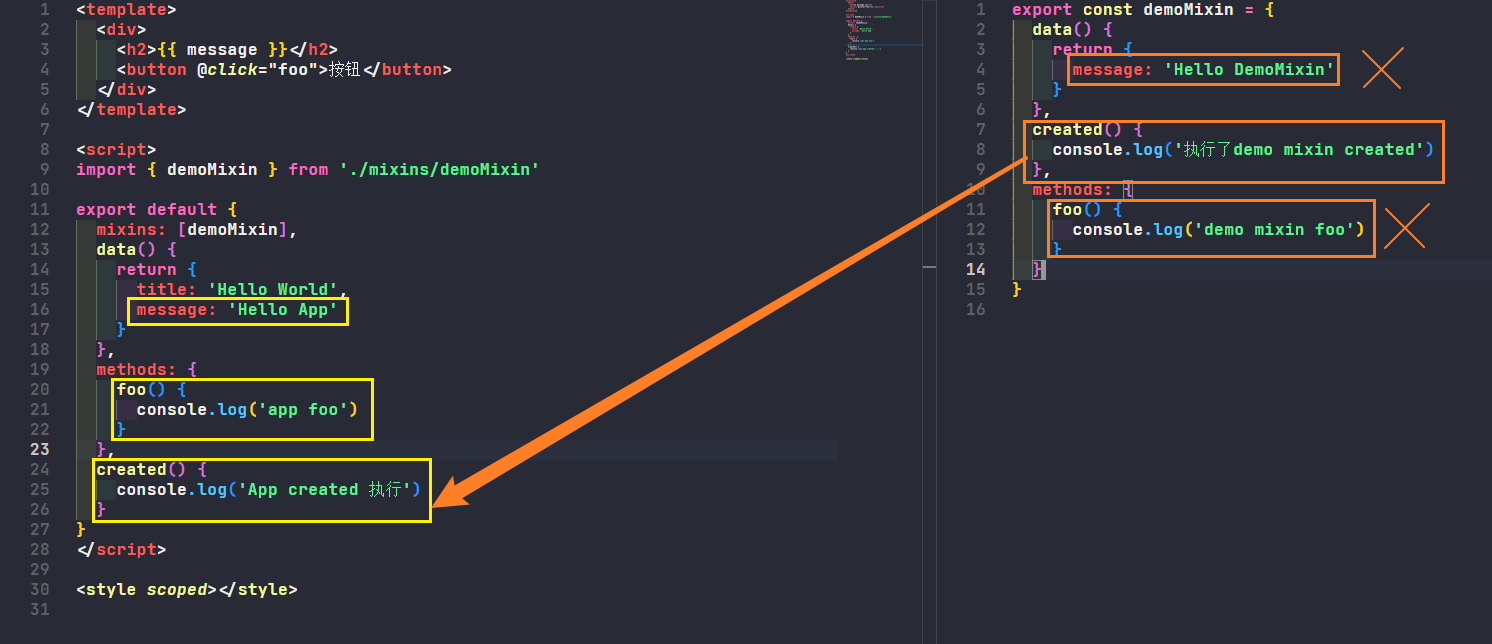 1 <template>
2 <div>
3 <h2>{{ message }}</h2>
4 <button @click="foo">按钮</button>
5 </div>
6 </template>
7
8 <script>
9 import { demoMixin } from './mixins/demoMixin'
10
11 export default {
12 mixins: [demoMixin],
13 data() {
14 return {
15 title: 'Hello World',
16 message: 'Hello App'
17 }
18 },
19 methods: {
20 foo() {
21 console.log('app foo')
22 }
23 },
24 created() {
25 console.log('App created 执行')
26 }
27 }
28 </script>
29
30 <style scoped></style>
31
1 export const demoMixin = {
2 data() {
3 return {
4 message: 'Hello DemoMixin'
5 }
6 },
7 created() {
8 console.log('执行了demo mixin created')
9 },
10 methods: {
11 foo() {
12 console.log('demo mixin foo')
13 }
14 }
15 }
16